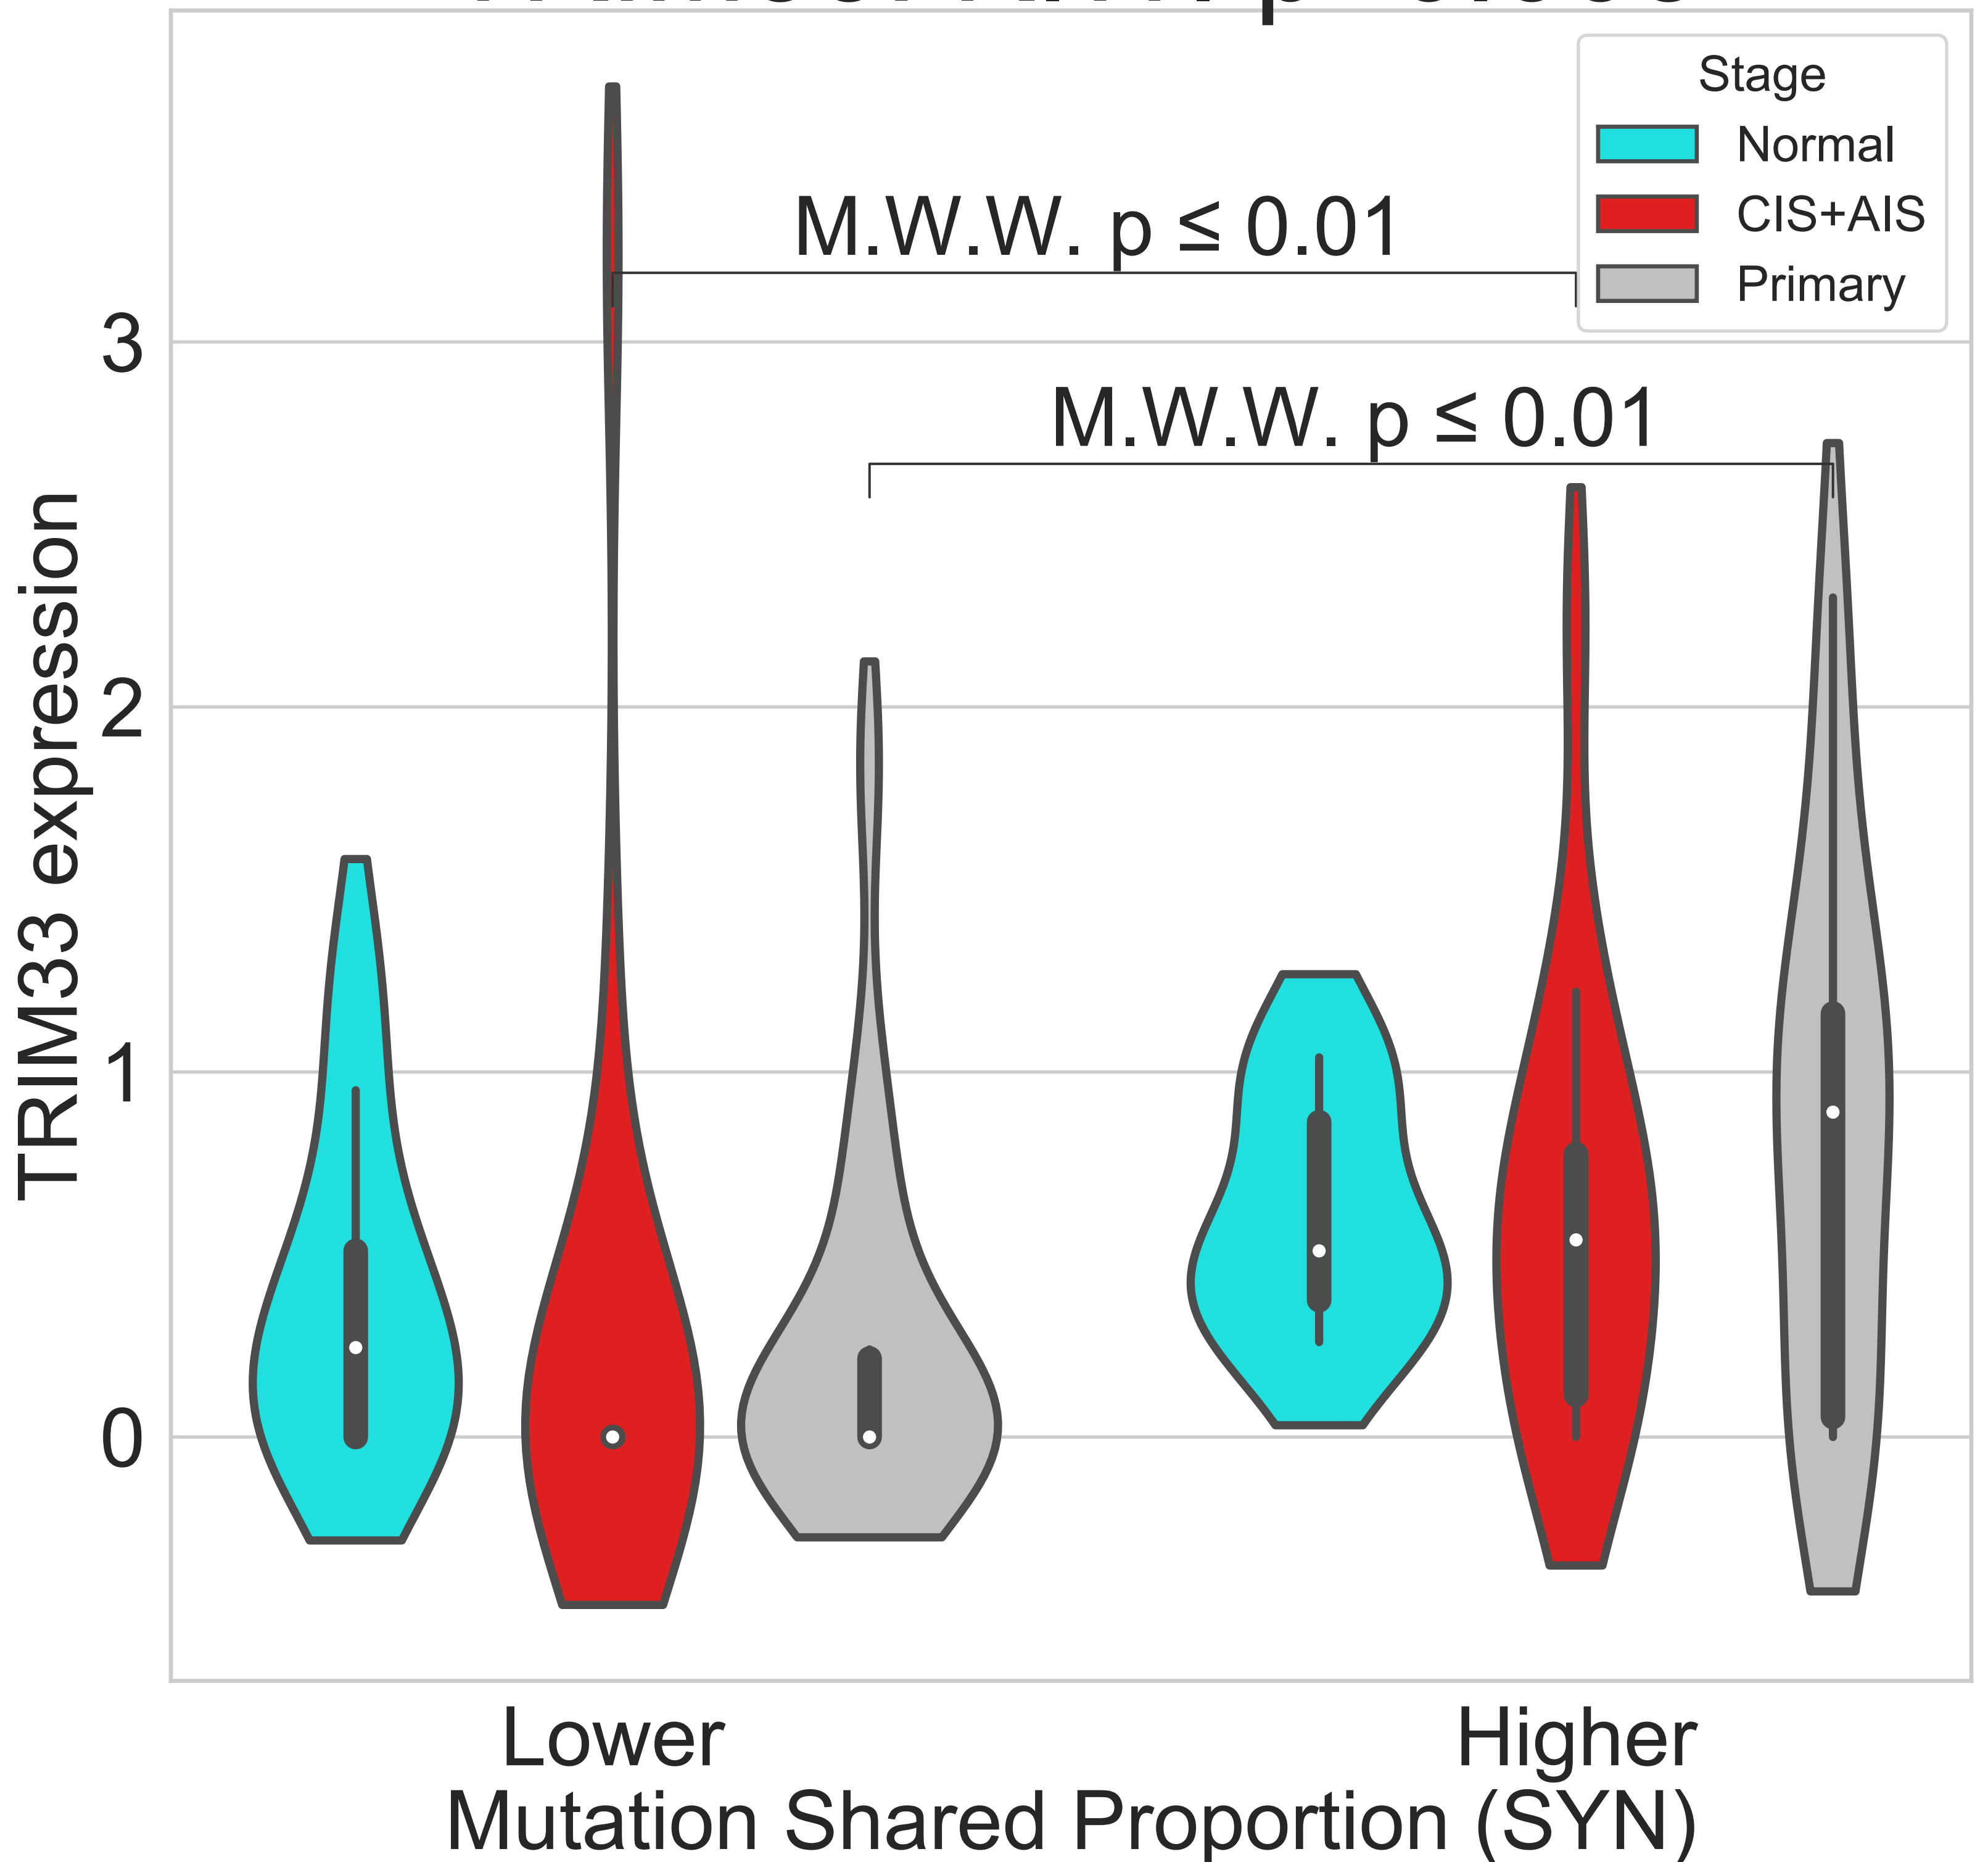 Stage
Normal
CIS+AIS
Primary
M.W.W. p ≤ 0.01
M.W.W. p ≤ 0.01
3
2
1
0
TRIM33 expression
Lower
Higher
Mutation Shared Proportion (SYN)